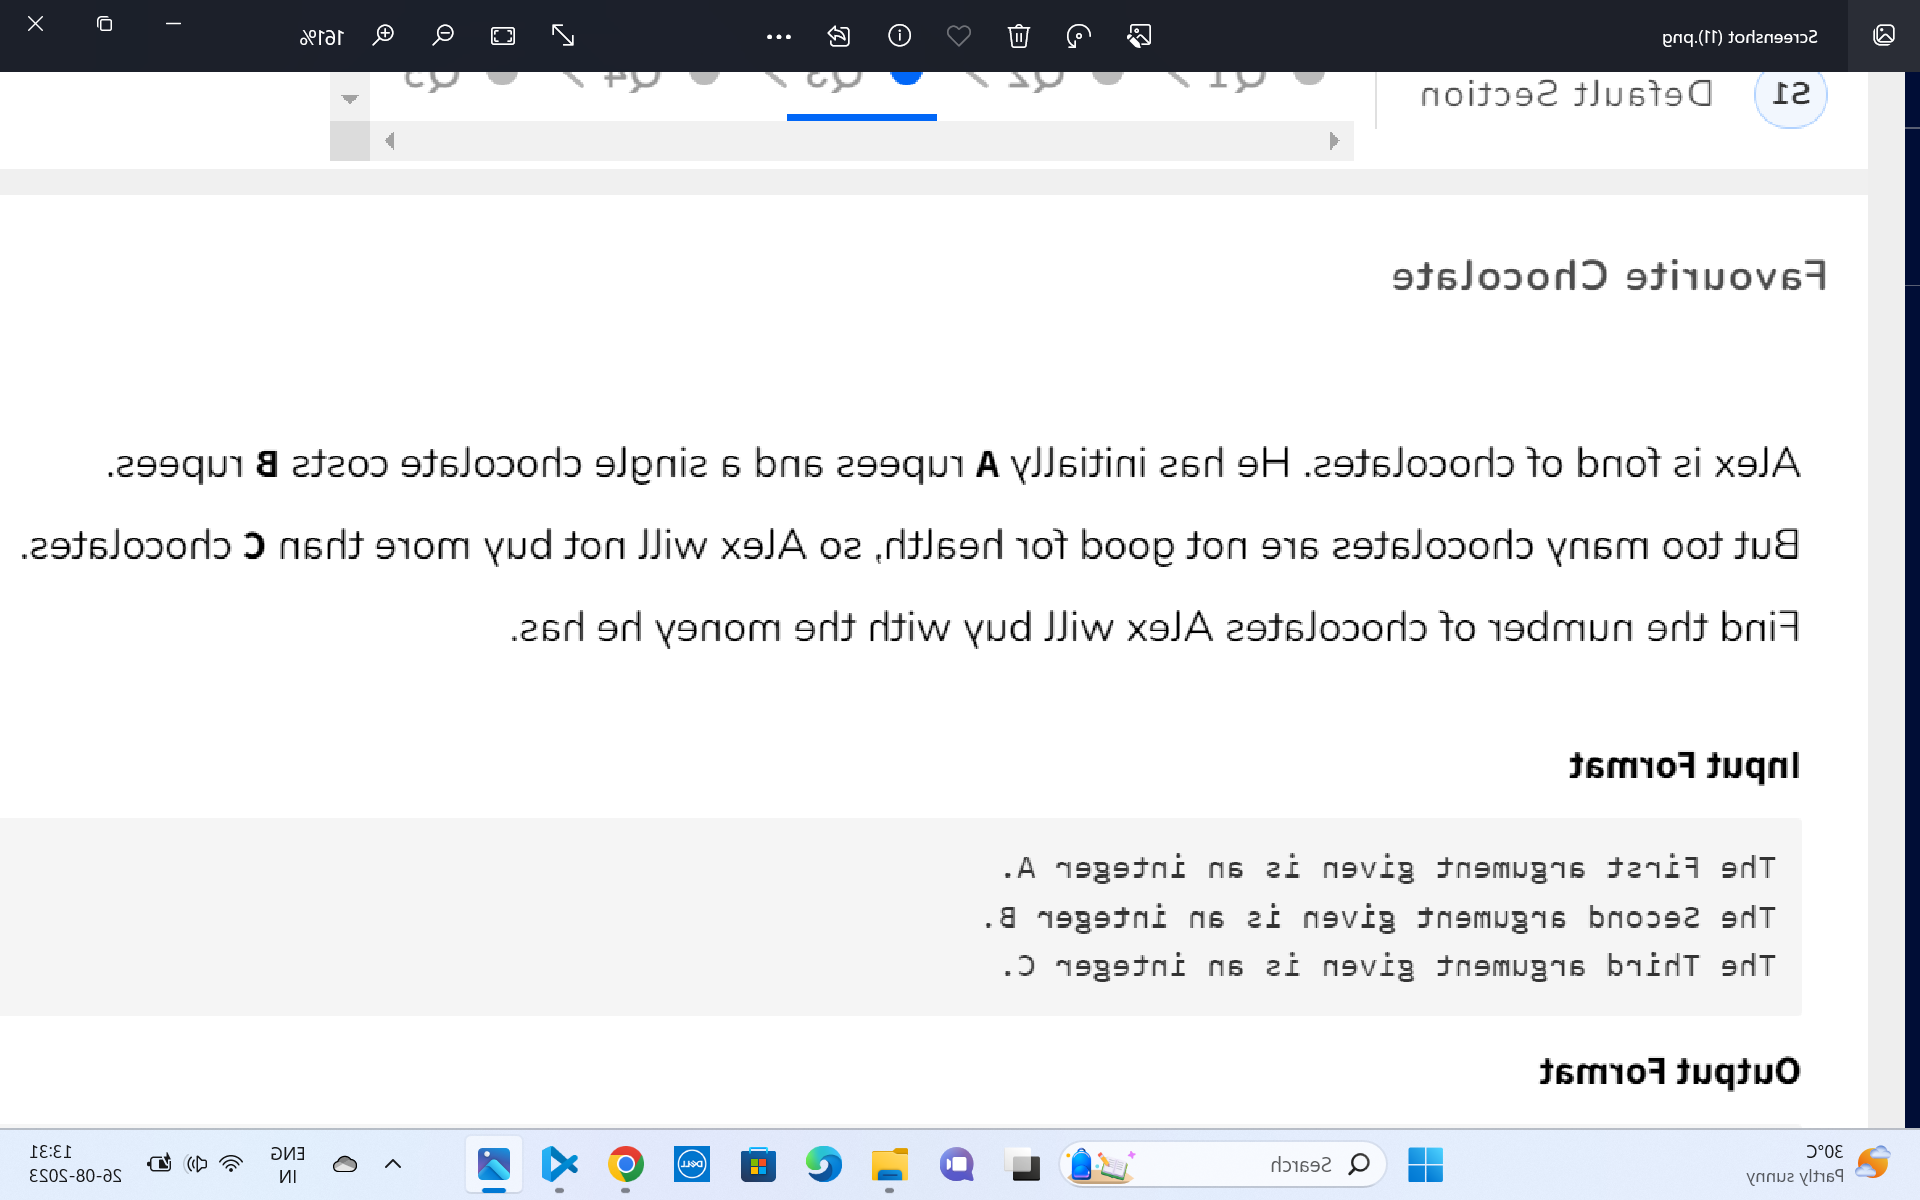 Screenshot (11).png
161%
S1
Default Section
Q1 > Q2 > Q3 > Q4 > Q5
Favourite Chocolate
Alex is fond of chocolates. He has initially A rupees and a single chocolate costs B rupees.
But too many chocolates are not good for health, so Alex will not buy more than C chocolates.
Find the number of chocolates Alex will buy with the money he has.
Input Format
The First argument given is an integer A.
The Second argument given is an integer B.
The Third argument given is an integer C.
Output Format
30°C
Partly sunny
Search
DELL
ENG
IN
13:31
26-08-2023